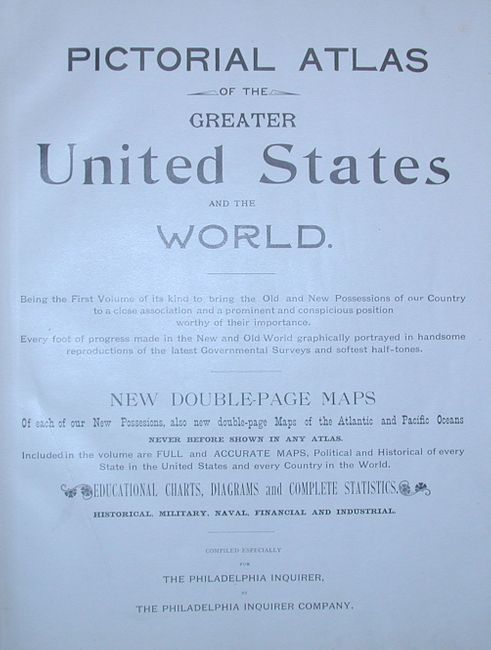 PICTORIAL ATLAS
OF THE
GREATER
United States
AND THE
WORLD.
Being the First Volume of its kind to bring the Old and New Possessions of our Country
to a close association and a prominent and conspicious position
worthy of their importance.
Every foot of progress made in the New and Old World graphically portrayed in handsome
reproductions of the latest Governmental Surveys and softest half-tones.
NEW DOUBLE-PAGE MAPS
Of each of our New Possesions, also new double-page Maps of the Atlantic and Pacific Oceans
NEVER BEFORE SHOWN IN ANY ATLAS.
Included in the volume are FULL and ACCURATE MAPS, Political and Historical of every
State in the United States and every Country in the World.
EDUCATIONAL CHARTS, DIAGRAMS and COMPLETE STATISTICS,
HISTORICAL, MILITARY, NAVAL, FINANCIAL AND INDUSTRIAL.
COMPILED ESPECIALLY
FOR
THE PHILADELPHIA INQUIRER,
BY
THE PHILADELPHIA INQUIRER COMPANY.